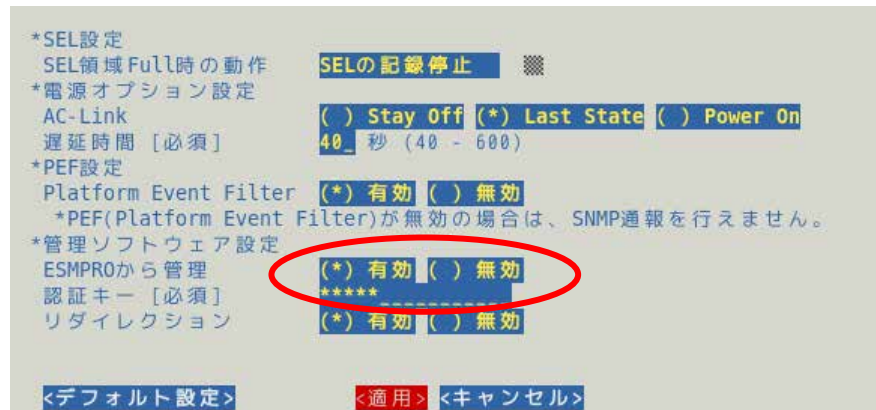 *SEL設定
SEL領域Full時の動作 SELの記録停止
*電源オプション設定
AC-Link ( ) Stay Off (*) Last State ( ) Power On
遅延時間 [必須] 40_ 秒 (40 - 600)
*PEF設定
Platform Event Filter (*) 有効 ( ) 無効
*PEF(Platform Event Filter)が無効の場合は、SNMP通報を行えません。
*管理ソフトウェア設定
ESMPROから管理 (*) 有効 ( ) 無効
認証キー [必須] *****___________
リダイレクション (*) 有効 ( ) 無効
<デフォルト設定> <適用> <キャンセル>